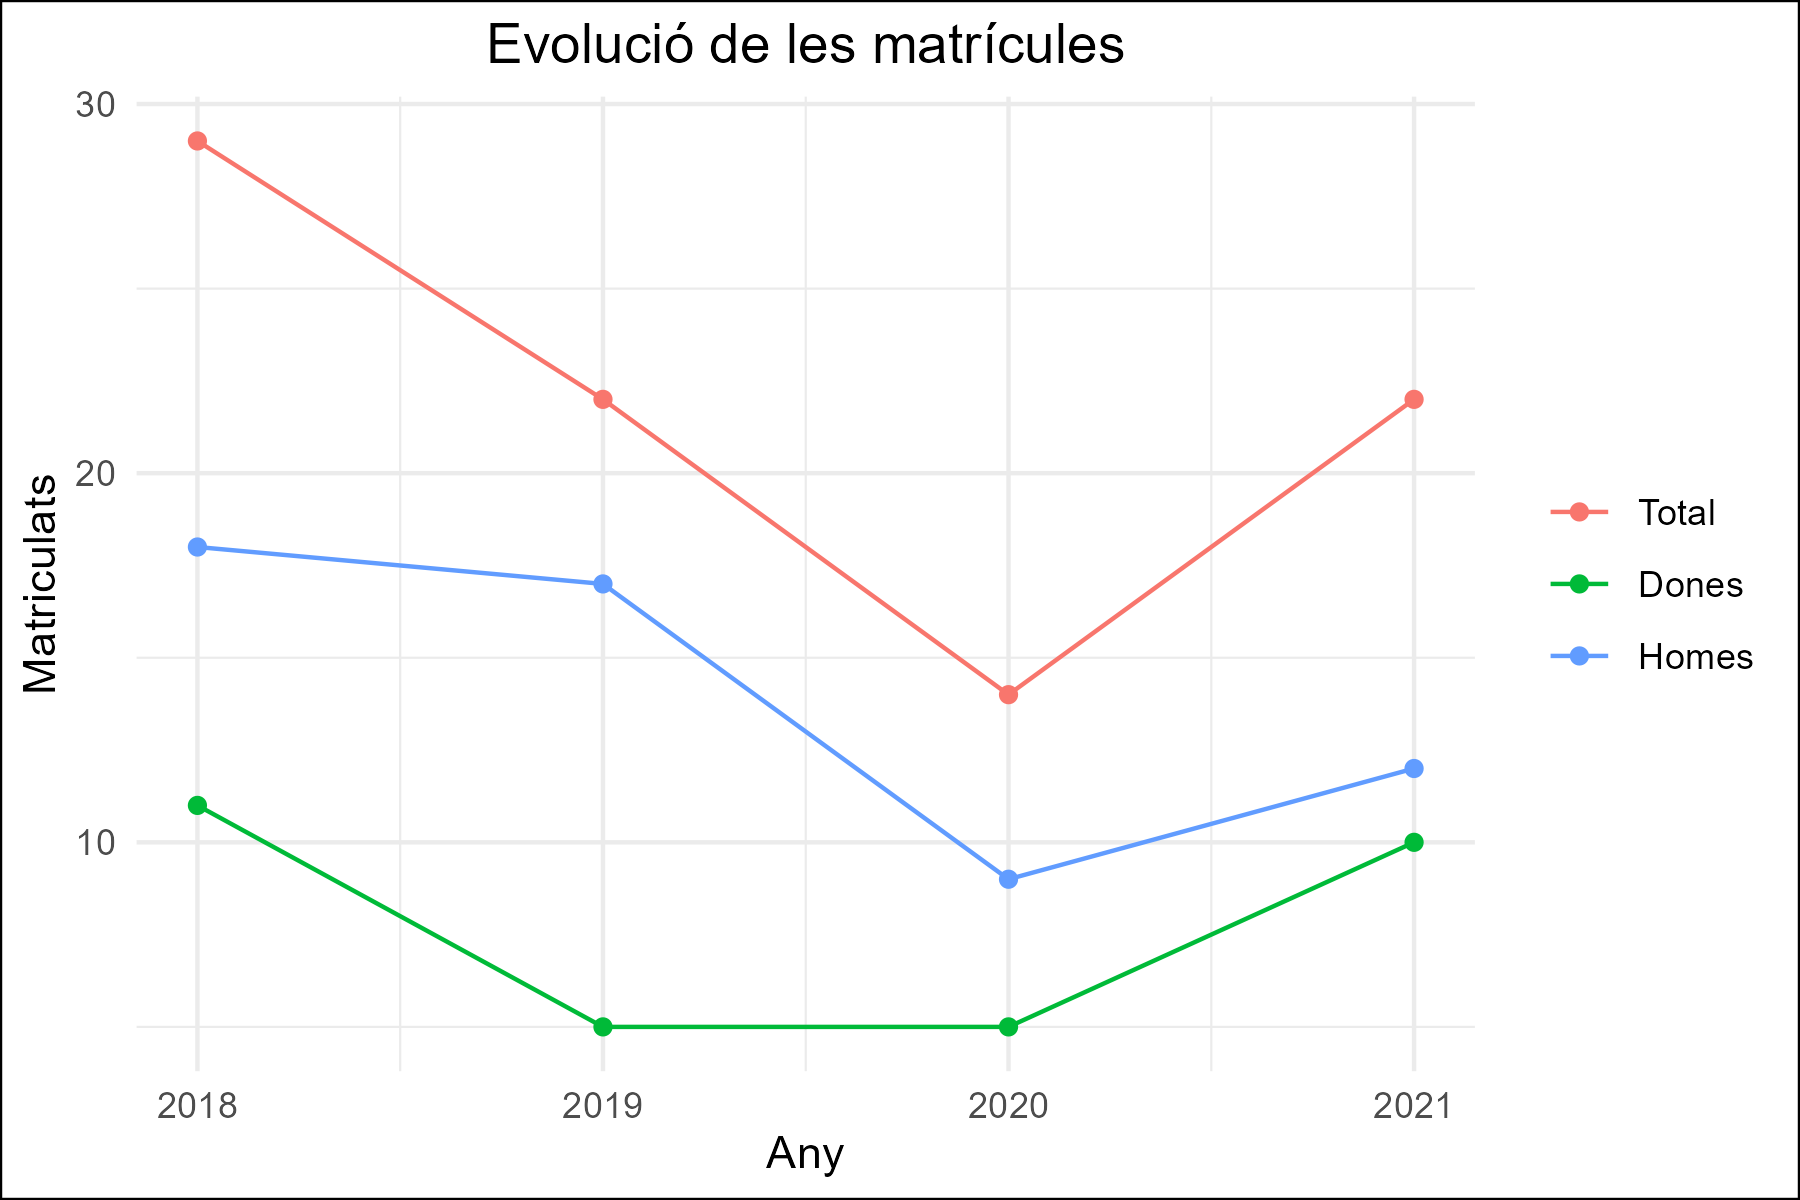 Evolució de les matrícules
30
20
10
Matriculats
2018 2019 2020 2021
Any
Total
Dones
Homes